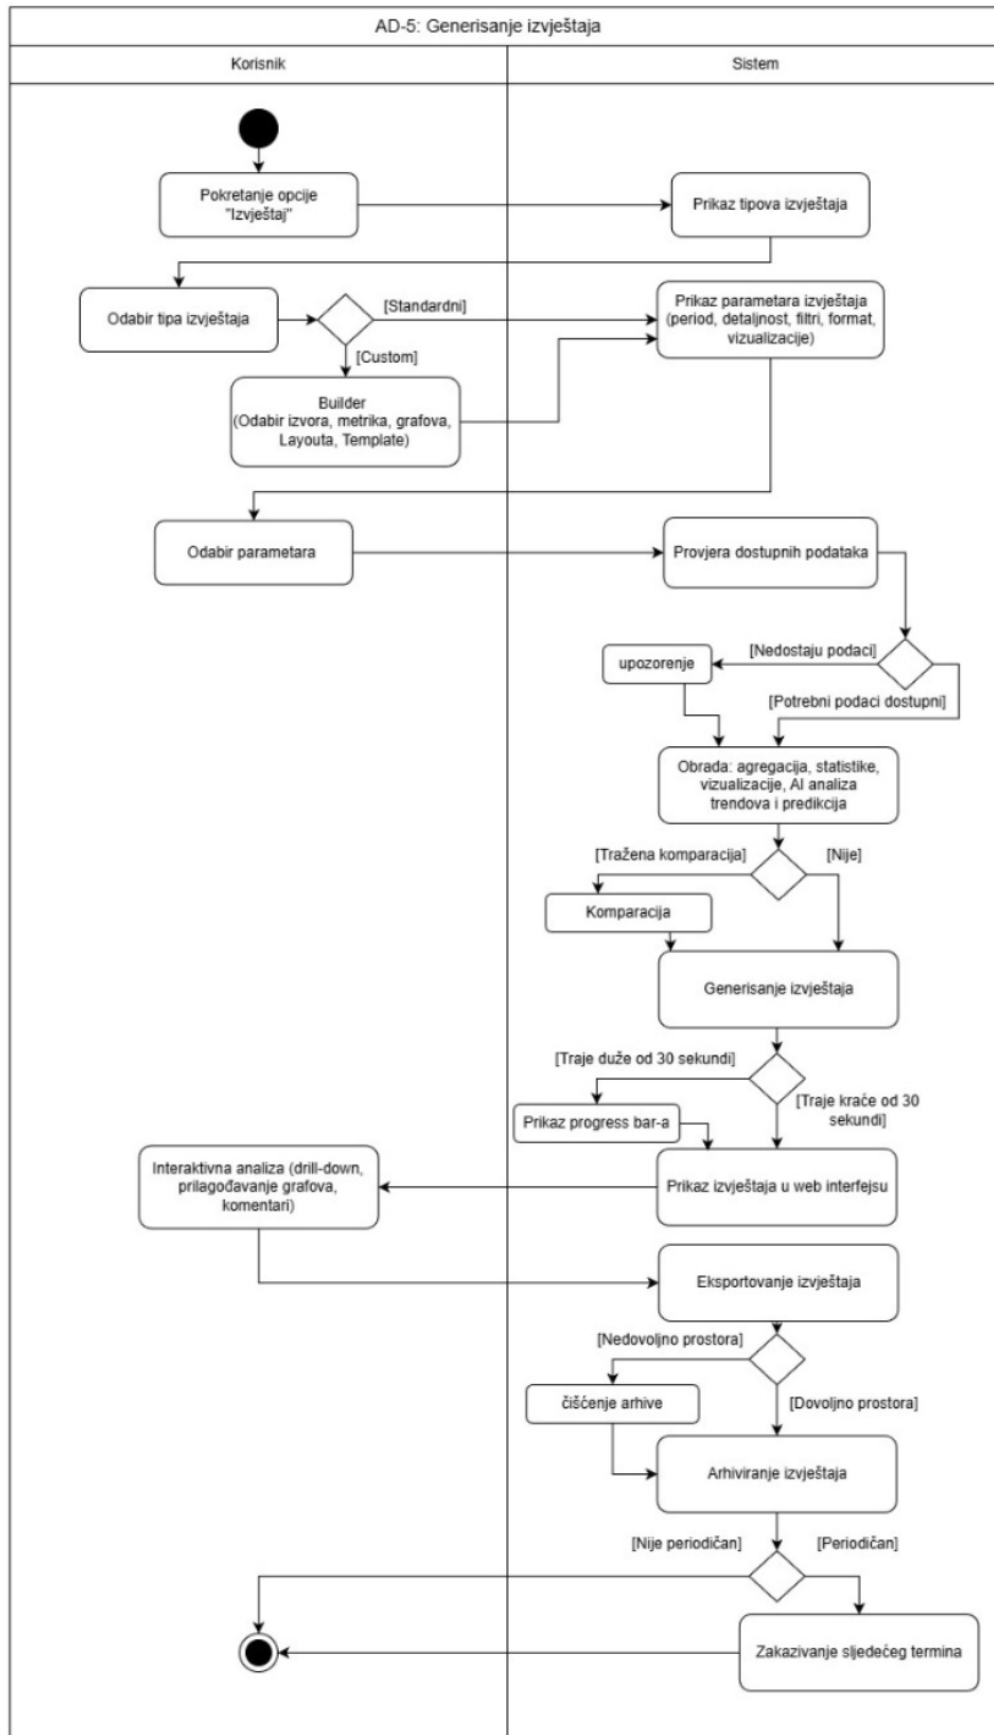 AD-5: Generisanje izvještaja
Korisnik
Sistem
Pokretanje opcije
"Izvještaj"
Prikaz tipova izvještaja
Odabir tipa izvještaja
[Standardni]
Prikaz parametara izvještaja
(period, detaljnost, filtri, format,
vizualizacije)
[Custom]
Builder
(Odabir izvora, metrika, grafova,
Layouta, Template)
Odabir parametara
Provjera dostupnih podataka
[Nedostaju podaci]
upozorenje
[Potrebni podaci dostupni]
Obrada: agregacija, statistike,
vizualizacije, AI analiza
trendova i predikcija
[Tražena komparacija]
[Nije]
Komparacija
Generisanje izvještaja
[Traje duže od 30 sekundi]
[Traje kraće od 30
sekundi]
Prikaz progress bar-a
Interaktivna analiza (drill-down,
prilagođavanje grafova,
komentari)
Prikaz izvještaja u web interfejsu
Eksportovanje izvještaja
[Nedovoljno prostora]
čišćenje arhive
[Dovoljno prostora]
Arhiviranje izvještaja
[Nije periodičan]
[Periodičan]
Zakazivanje sljedećeg termina